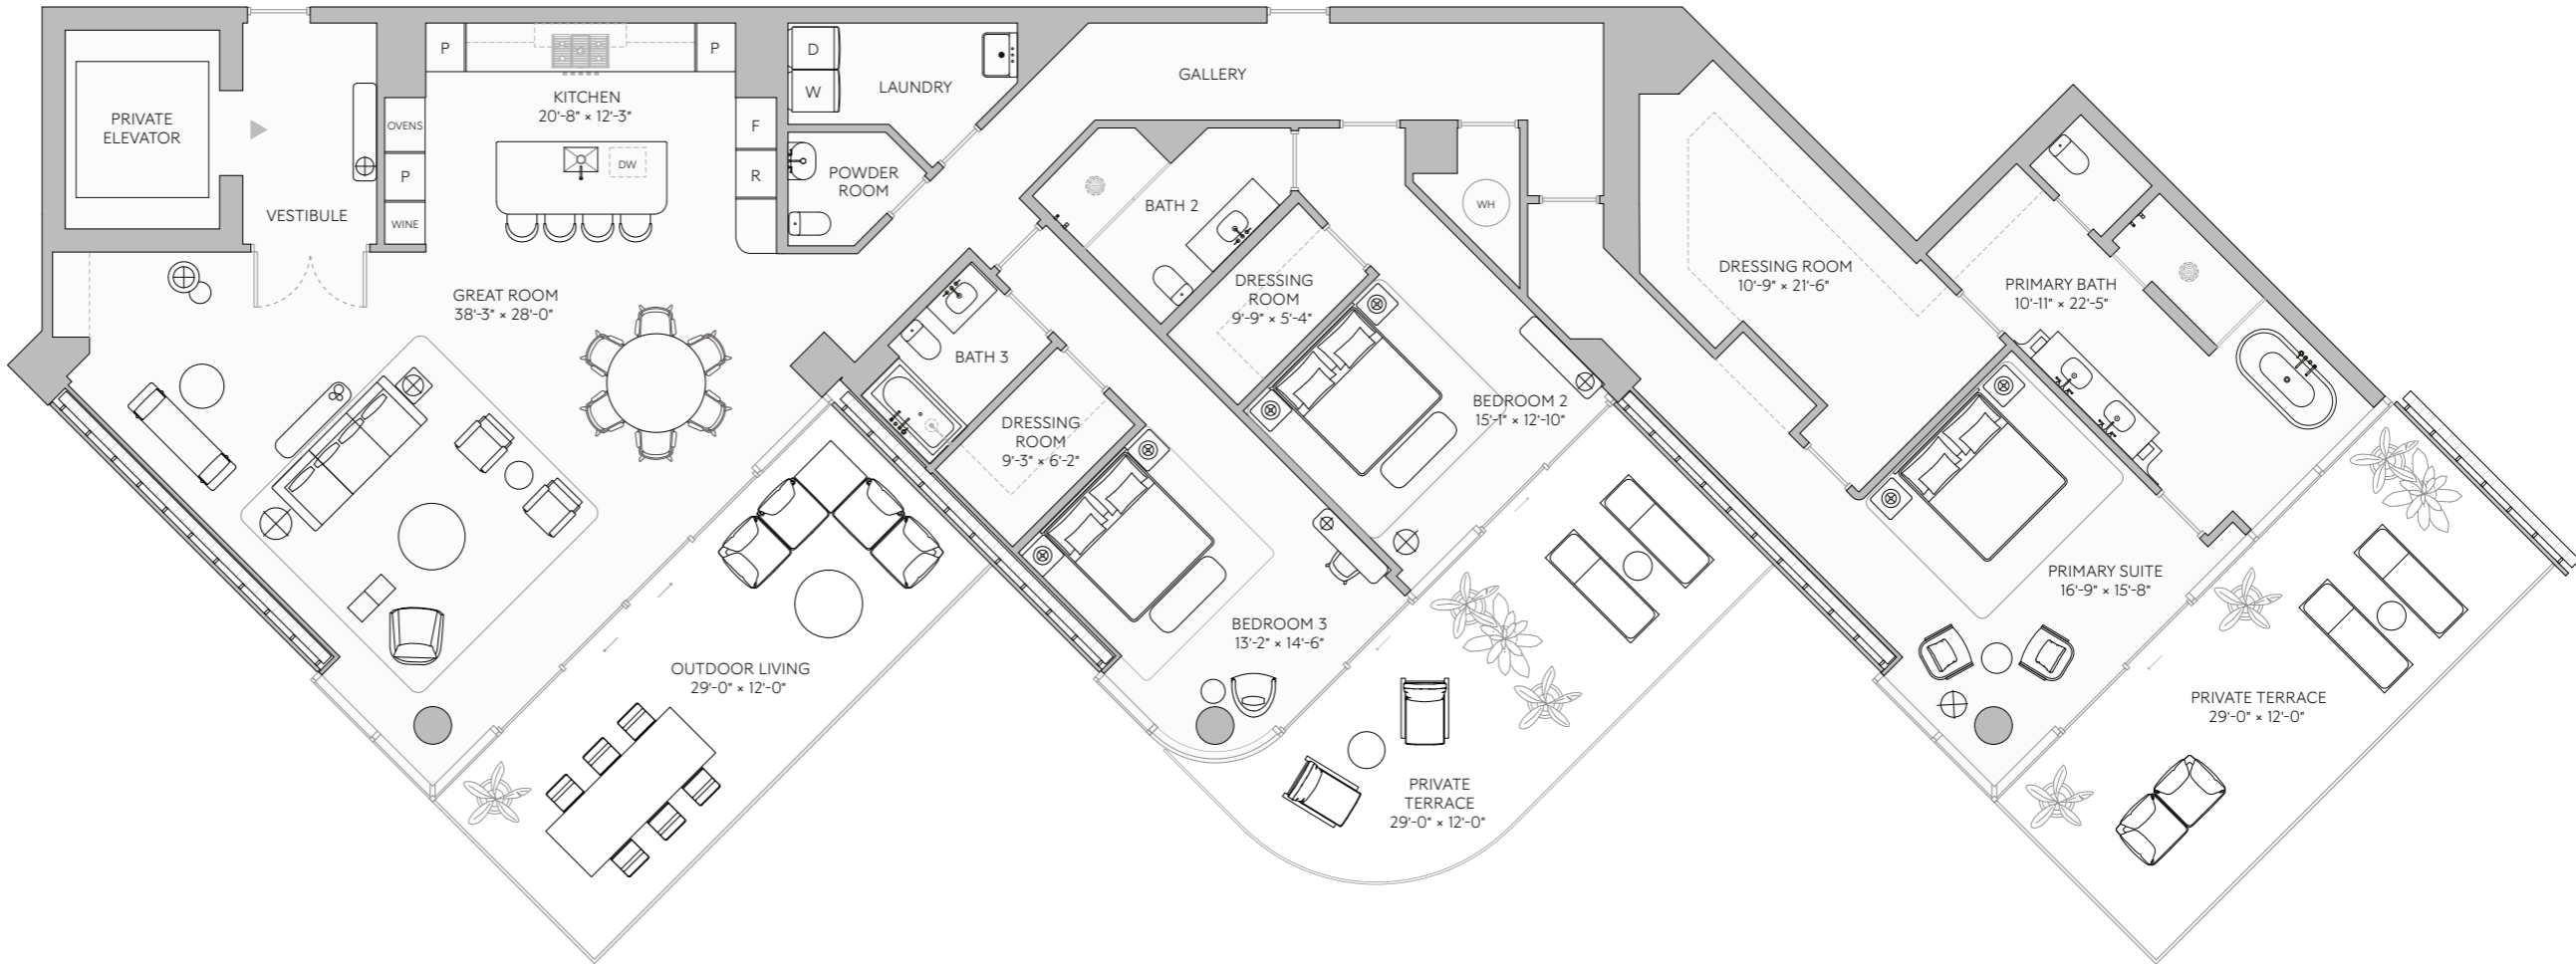 PRIVATE
ELEVATOR
VESTIBULE
P
P
KITCHEN
20'-8" × 12'-3"
OVENS
P
WINE
DW
F
R
D
W
LAUNDRY
POWDER
ROOM
GALLERY
GREAT ROOM
38'-3" × 28'-0"
BATH 2
BATH 3
DRESSING
ROOM
9'-9" × 5'-4"
DRESSING
ROOM
9'-3" × 6'-2"
WH
BEDROOM 2
15'-1" × 12'-10"
BEDROOM 3
13'-2" × 14'-6"
DRESSING ROOM
10'-9" × 21'-6"
PRIMARY BATH
10'-11" × 22'-5"
PRIMARY SUITE
16'-9" × 15'-8"
OUTDOOR LIVING
29'-0" × 12'-0"
PRIVATE
TERRACE
29'-0" × 12'-0"
PRIVATE TERRACE
29'-0" × 12'-0"